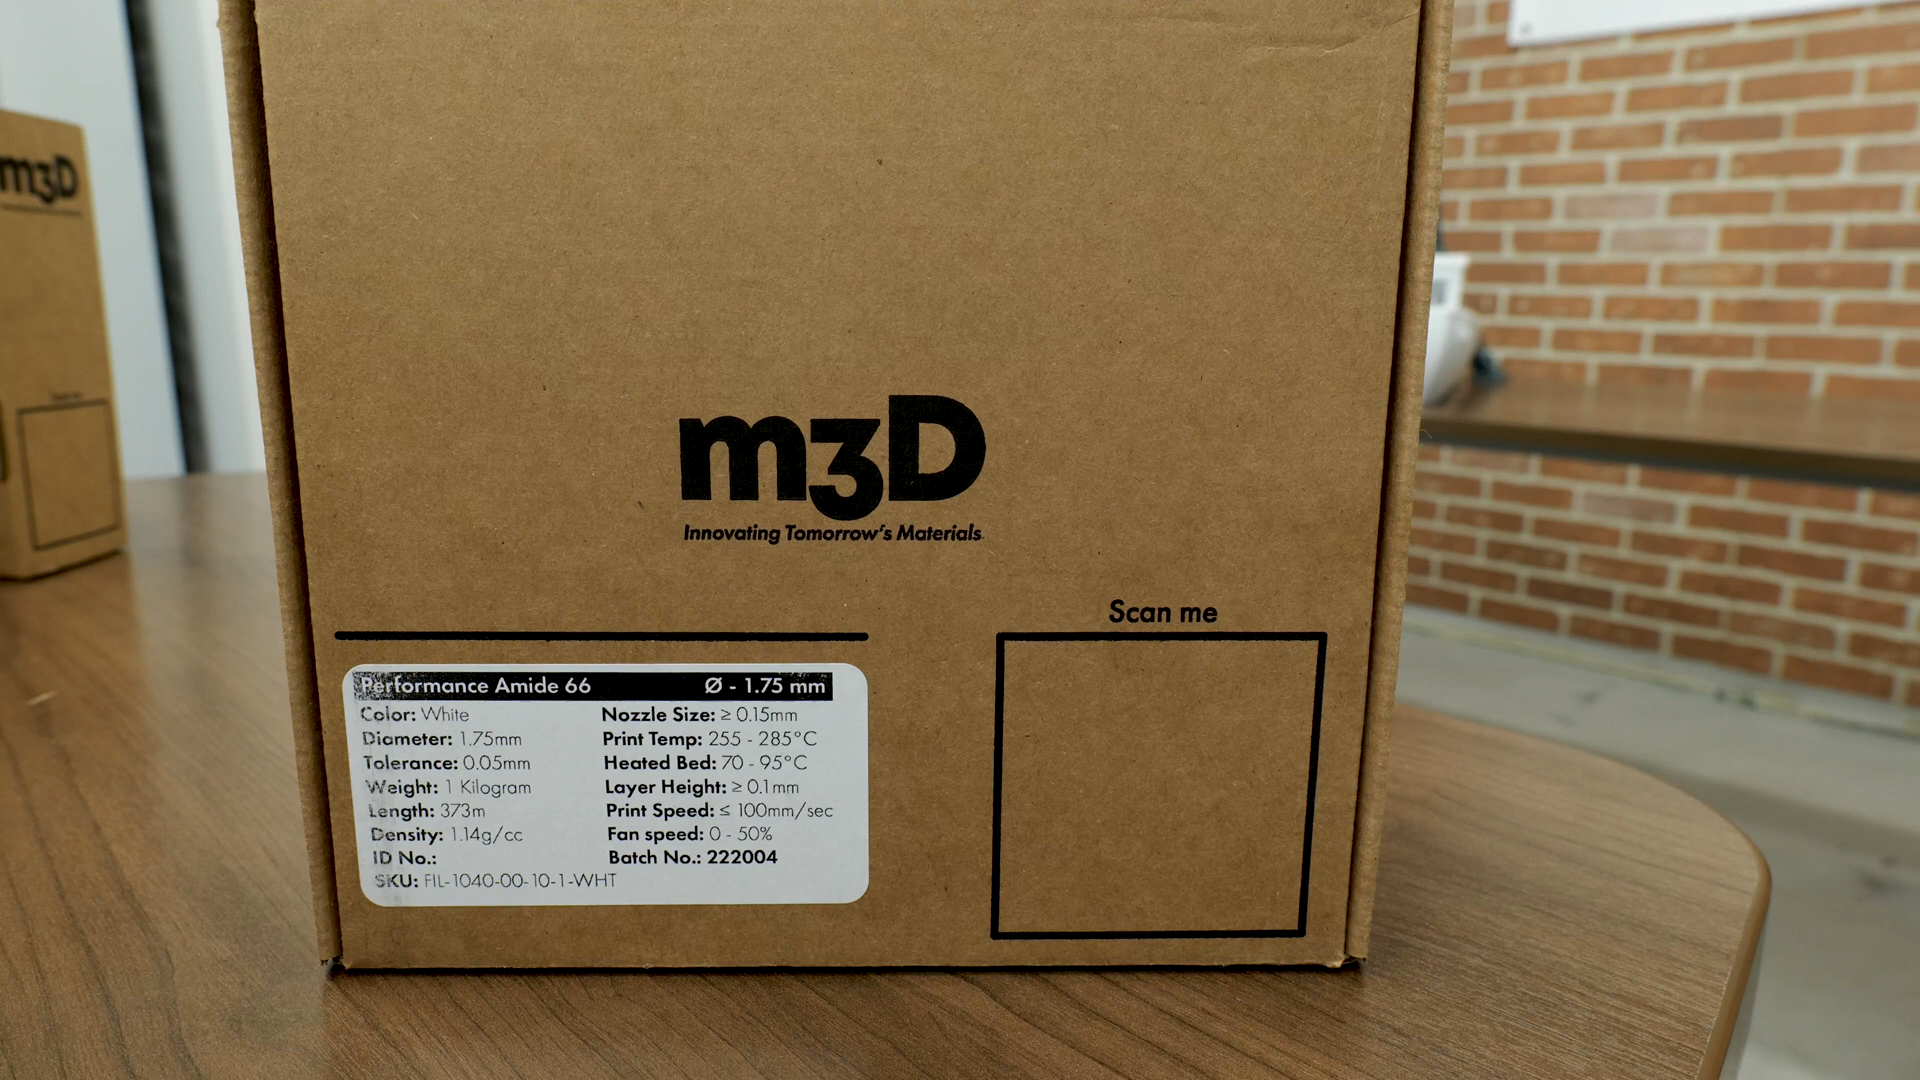 m3D
m3D
Innovating Tomorrow's Materials
Scan me
Performance Amide 66 Ø - 1.75 mm
Color: White Nozzle Size: ≥ 0.15mm
Diameter: 1.75mm Print Temp: 255 - 285°C
Tolerance: 0.05mm Heated Bed: 70 - 95°C
Weight: 1 Kilogram Layer Height: ≥ 0.1mm
Length: 373m Print Speed: ≤ 100mm/sec
Density: 1.14g/cc Fan speed: 0 - 50%
ID No.: Batch No.: 222004
SKU: FIL-1040-00-10-1-WHT